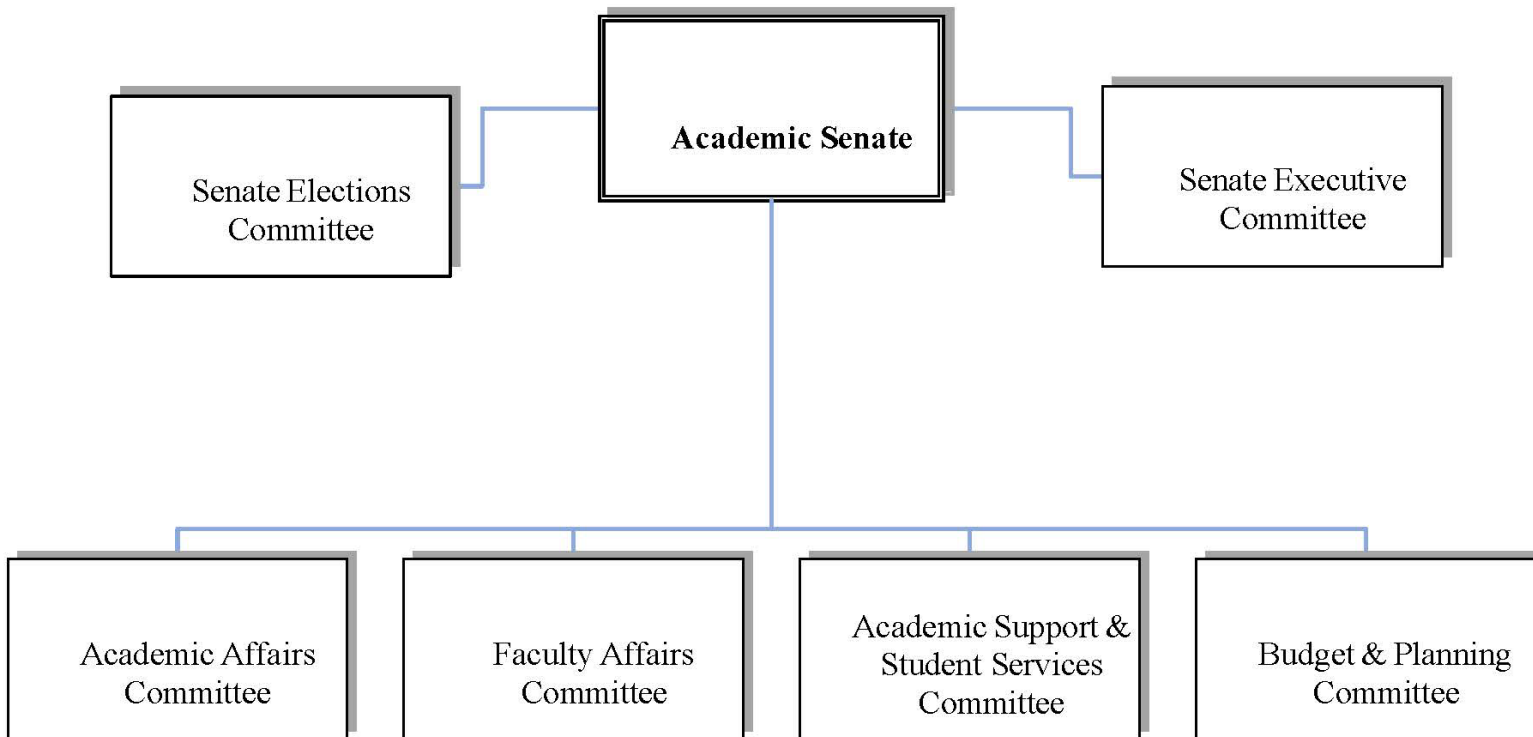 Academic Senate
Senate Elections
Committee
Senate Executive
Committee
Academic Affairs
Committee
Faculty Affairs
Committee
Academic Support &
Student Services
Committee
Budget & Planning
Committee